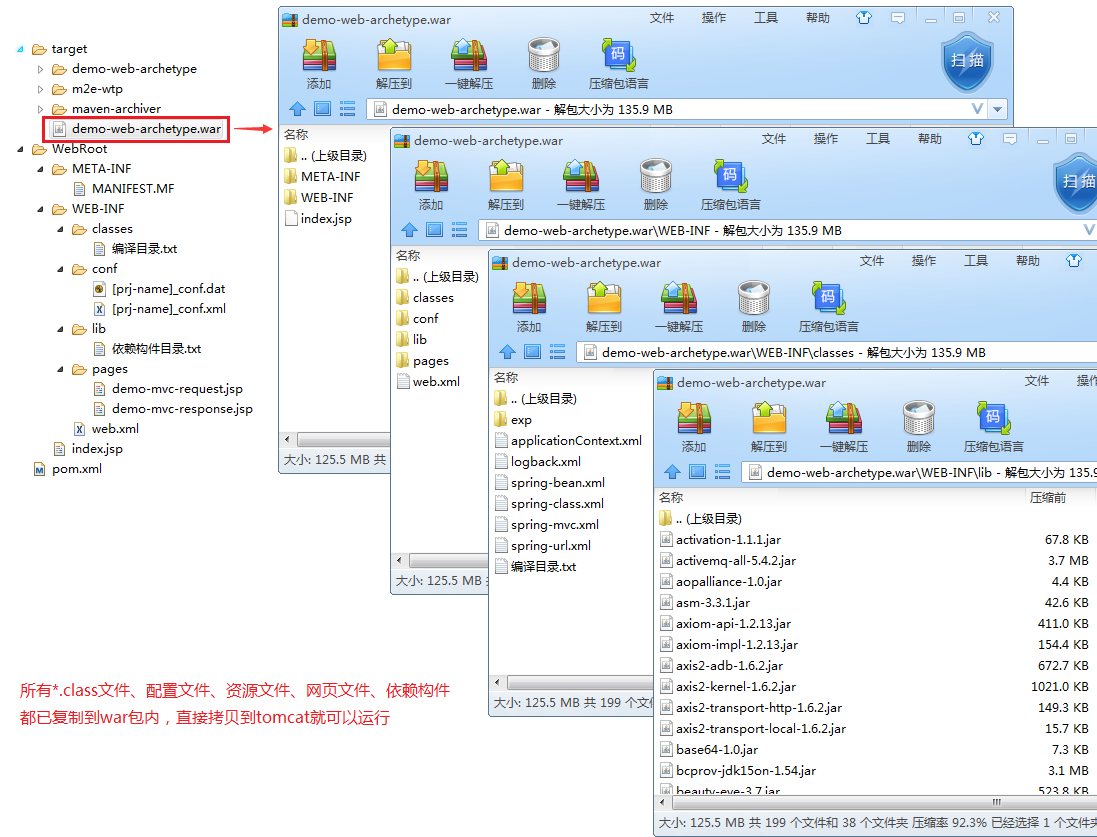 target
demo-web-archetype
m2e-wtp
maven-archiver
demo-web-archetype.war
WebRoot
META-INF
MANIFEST.MF
WEB-INF
classes
编译目录.txt
conf
[prj-name]_conf.dat
[prj-name]_conf.xml
lib
依赖构件目录.txt
pages
demo-mvc-request.jsp
demo-mvc-response.jsp
web.xml
index.jsp
pom.xml
所有*.class文件、配置文件、资源文件、网页文件、依赖构件
都已复制到war包内，直接拷贝到tomcat就可以运行
demo-web-archetype.war 文件 操作 工具 帮助
码 扫描
添加 解压到 一键解压 删除 压缩包语言
demo-web-archetype.war - 解包大小为 135.9 MB
名称
.. (上级目录)
META-INF
WEB-INF
index.jsp
大小: 125.5 MB 共
demo-web-archetype.war 文件 操作 工具 帮助
码 扫描
添加 解压到 一键解压 删除 压缩包语言
demo-web-archetype.war\WEB-INF - 解包大小为 135.9 MB
名称
.. (上级目录)
classes
conf
lib
pages
web.xml
大小: 125.5 MB
demo-web-archetype.war 文件 操作 工具 帮助
码
添加 解压到 一键解压 删除 压缩包语言
demo-web-archetype.war\WEB-INF\classes - 解包大小为 135.9 MB
名称
.. (上级目录)
exp
applicationContext.xml
logback.xml
spring-bean.xml
spring-class.xml
spring-mvc.xml
spring-url.xml
编译目录.txt
大小: 125.5 MB 共 199 个文
demo-web-archetype.war 文件 操作
码
添加 解压到 一键解压 删除 压缩包语言
demo-web-archetype.war\WEB-INF\lib - 解包大小为 135.9
名称 压缩前
.. (上级目录)
activation-1.1.1.jar 67.8 KB
activemq-all-5.4.2.jar 3.7 MB
aopalliance-1.0.jar 4.4 KB
asm-3.3.1.jar 42.6 KB
axiom-api-1.2.13.jar 411.0 KB
axiom-impl-1.2.13.jar 154.4 KB
axis2-adb-1.6.2.jar 672.7 KB
axis2-kernel-1.6.2.jar 1021.0 KB
axis2-transport-http-1.6.2.jar 149.3 KB
axis2-transport-local-1.6.2.jar 15.7 KB
base64-1.0.jar 7.3 KB
bcprov-jdk15on-1.54.jar 3.1 MB
beauty-eye-3.7.jar 523.8 KB
大小: 125.5 MB 共 199 个文件和 38 个文件夹 压缩率 92.3% 已经选择 1 个文件夹